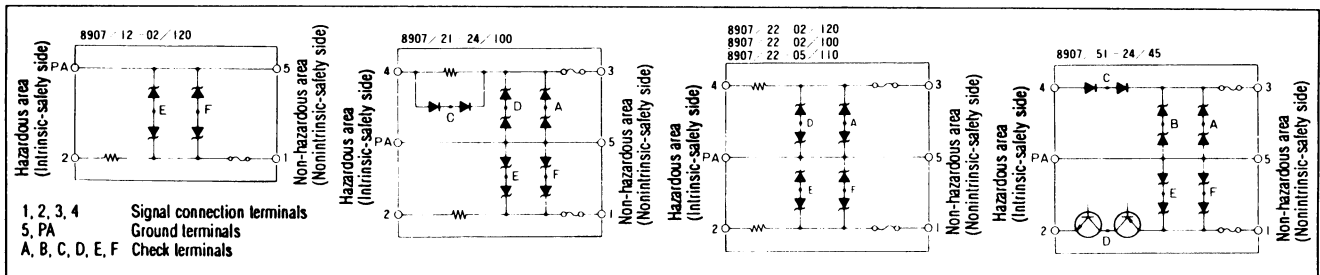 8907-12-02/120
PA
5
E
F
2
1
Hazardous area
(Intrinsic-safety side)
Non-hazardous area
(Nonintrinsic-safety side)
8907/21-24/100
4
3
C
D
A
PA
5
E
F
2
1
Hazardous area
(Intrinsic-safety side)
Non-hazardous area
(Nonintrinsic-safety side)
8907/22-02-120
8907/22-02/100
8907-22-05/110
4
3
D
A
PA
5
E
F
2
1
Hazardous area
(Intrinsic-safety side)
Non-hazardous area
(Nonintrinsic-safety side)
8907/51-24/45
C
4
3
B
A
PA
5
E
F
2
1
D
Hazardous area
(Intrinsic-safety side)
Non-hazardous area
(Nonintrinsic-safety side)
1, 2, 3, 4 Signal connection terminals
5, PA Ground terminals
A, B, C, D, E, F Check terminals